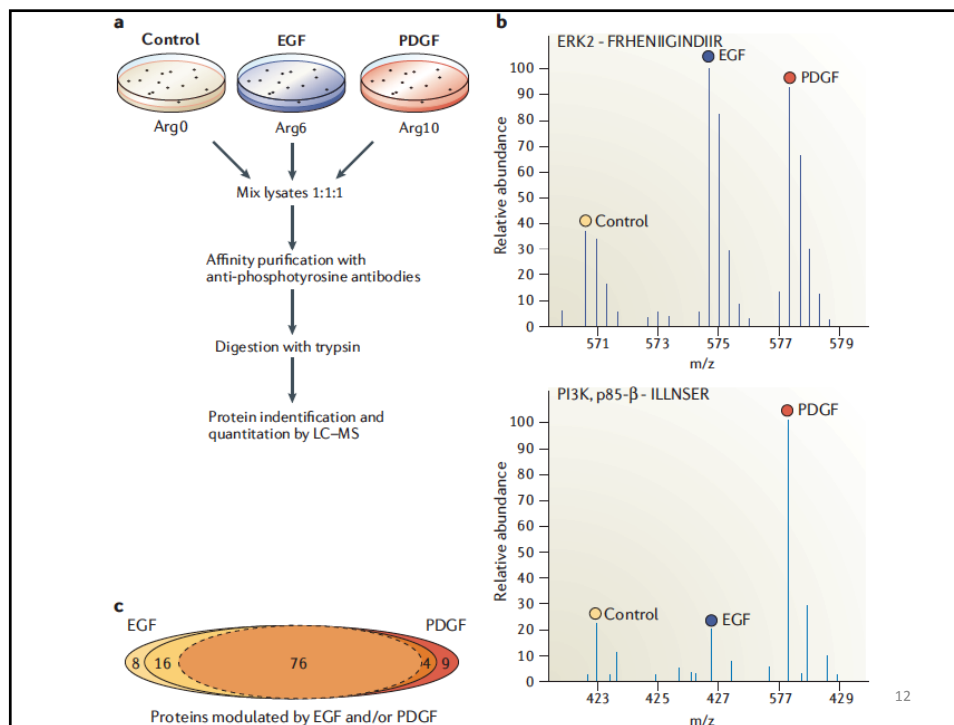 a
Control
EGF
PDGF
Arg0
Arg6
Arg10
Mix lysates 1:1:1
Affinity purification with
anti-phosphotyrosine antibodies
Digestion with trypsin
Protein indentification and
quantitation by LC–MS
b
ERK2 - FRHENIIGINDIIR
EGF
PDGF
Control
Relative abundance
100
90
80
70
60
50
40
30
20
10
0
571
573
575
577
579
m/z
PI3K, p85-β - ILLNSER
PDGF
Control
EGF
Relative abundance
100
90
80
70
60
50
40
30
20
10
0
423
425
427
577
429
m/z
c
EGF
PDGF
8
16
76
4
9
Proteins modulated by EGF and/or PDGF
12